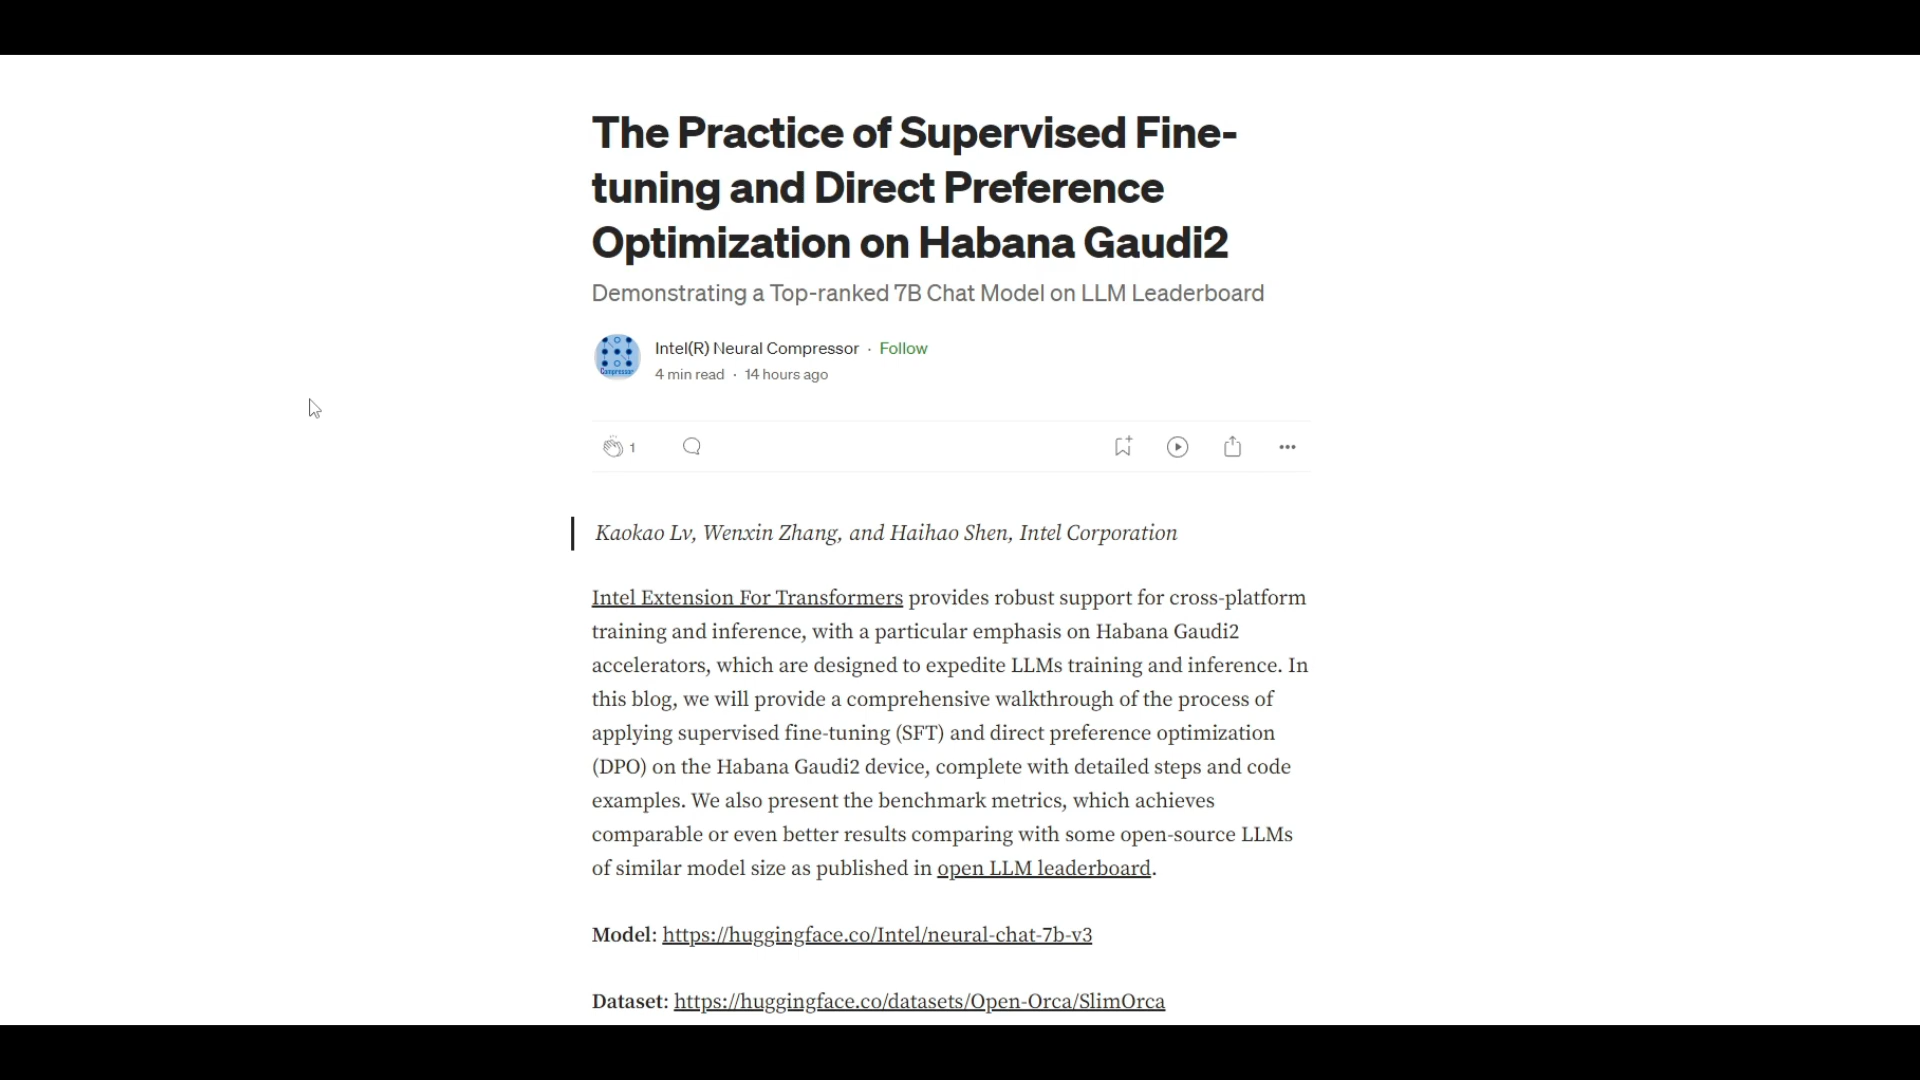 The Practice of Supervised Fine-
tuning and Direct Preference
Optimization on Habana Gaudi2
Demonstrating a Top-ranked 7B Chat Model on LLM Leaderboard
Intel(R) Neural Compressor · Follow
4 min read · 14 hours ago
Compressor
1
Kaokao Lv, Wenxin Zhang, and Haihao Shen, Intel Corporation
Intel Extension For Transformers provides robust support for cross-platform
training and inference, with a particular emphasis on Habana Gaudi2
accelerators, which are designed to expedite LLMs training and inference. In
this blog, we will provide a comprehensive walkthrough of the process of
applying supervised fine-tuning (SFT) and direct preference optimization
(DPO) on the Habana Gaudi2 device, complete with detailed steps and code
examples. We also present the benchmark metrics, which achieves
comparable or even better results comparing with some open-source LLMs
of similar model size as published in open LLM leaderboard.
Model: https://huggingface.co/Intel/neural-chat-7b-v3
Dataset: https://huggingface.co/datasets/Open-Orca/SlimOrca